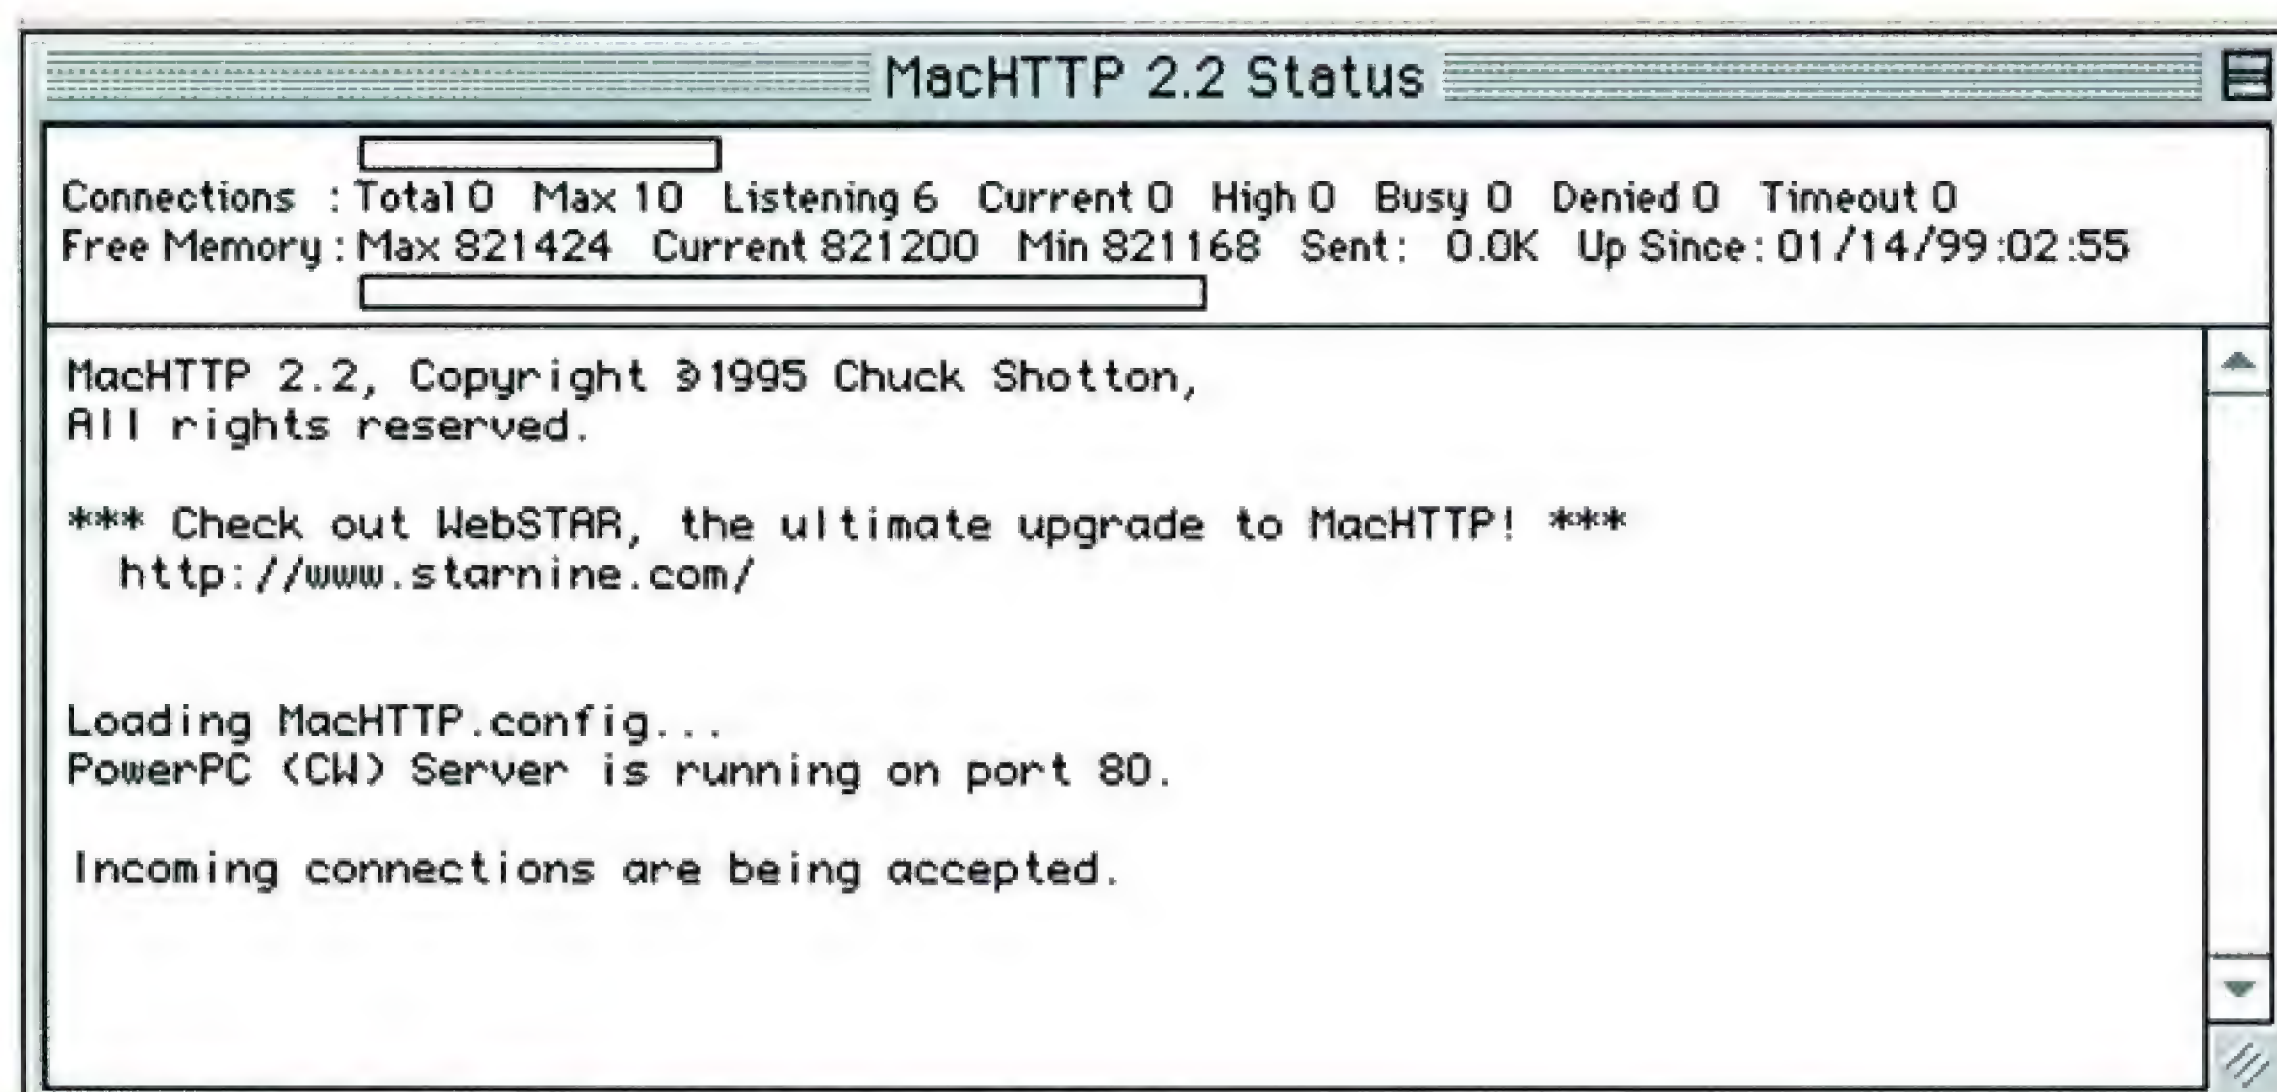 MacHTTP 2.2 Status
Connections : Total 0 Max 10 Listening 6 Current 0 High 0 Busy 0 Denied 0 Timeout 0
Free Memory : Max 821424 Current 821200 Min 821168 Sent: 0.0K Up Since: 01/14/99:02:55
MacHTTP 2.2, Copyright ©1995 Chuck Shotton,
All rights reserved.
*** Check out WebSTAR, the ultimate upgrade to MacHTTP! ***
http://www.starnine.com/
Loading MacHTTP.config...
PowerPC (CW) Server is running on port 80.
Incoming connections are being accepted.